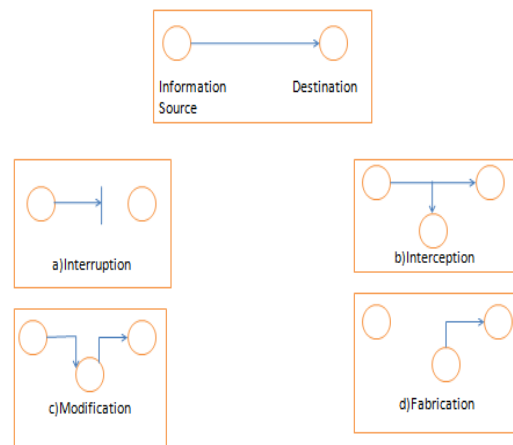 Information Source
Destination
a)Interruption
b)Interception
c)Modification
d)Fabrication